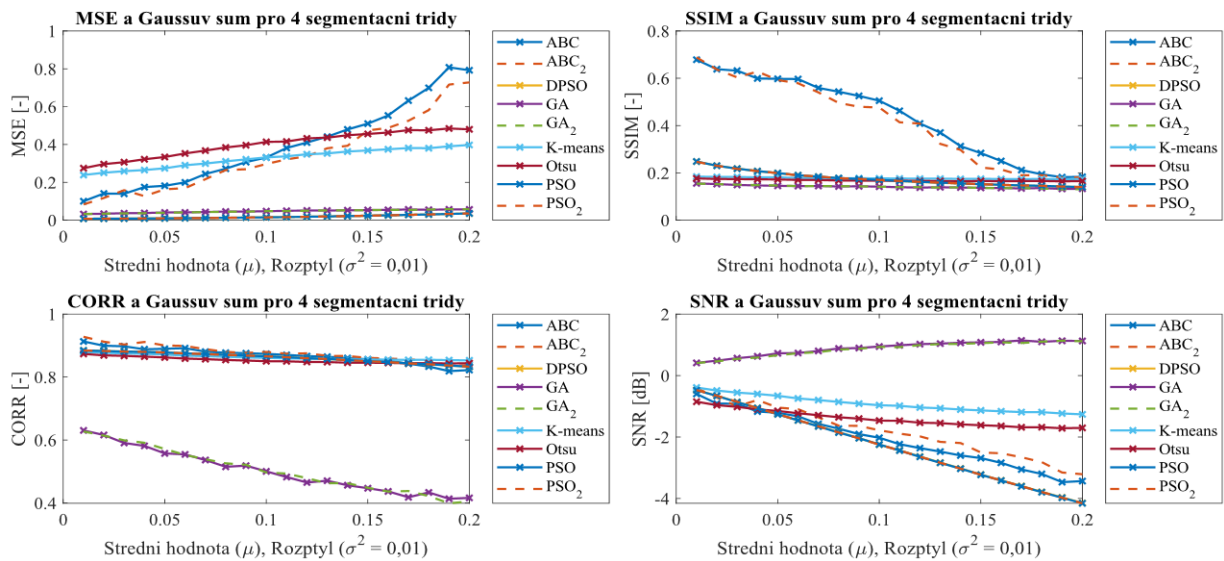 MSE a Gaussuv sum pro 4 segmentacni tridy
1
0.8
0.6
0.4
0.2
0
MSE [-]
0
0.05
0.1
0.15
0.2
Stredni hodnota (μ), Rozptyl (σ² = 0,01)
ABC
ABC₂
DPSO
GA
GA₂
K-means
Otsu
PSO
PSO₂
SSIM a Gaussuv sum pro 4 segmentacni tridy
0.8
0.6
0.4
0.2
0
SSIM [-]
0
0.05
0.1
0.15
0.2
Stredni hodnota (μ), Rozptyl (σ² = 0,01)
ABC
ABC₂
DPSO
GA
GA₂
K-means
Otsu
PSO
PSO₂
CORR a Gaussuv sum pro 4 segmentacni tridy
1
0.8
0.6
0.4
CORR [-]
0
0.05
0.1
0.15
0.2
Stredni hodnota (μ), Rozptyl (σ² = 0,01)
ABC
ABC₂
DPSO
GA
GA₂
K-means
Otsu
PSO
PSO₂
SNR a Gaussuv sum pro 4 segmentacni tridy
2
0
-2
-4
SNR [dB]
0
0.05
0.1
0.15
0.2
Stredni hodnota (μ), Rozptyl (σ² = 0,01)
ABC
ABC₂
DPSO
GA
GA₂
K-means
Otsu
PSO
PSO₂